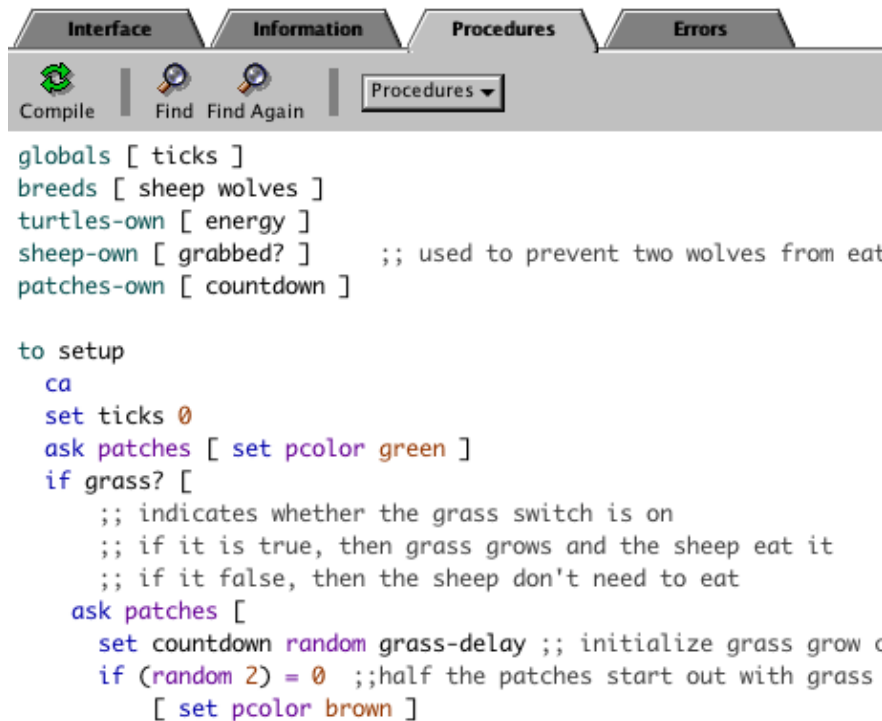 Interface Information Procedures Errors
Compile Find Find Again Procedures
globals [ ticks ]
breeds [ sheep wolves ]
turtles-own [ energy ]
sheep-own [ grabbed? ]     ;; used to prevent two wolves from eat
patches-own [ countdown ]

to setup
  ca
  set ticks 0
  ask patches [ set pcolor green ]
  if grass? [
      ;; indicates whether the grass switch is on
      ;; if it is true, then grass grows and the sheep eat it
      ;; if it false, then the sheep don't need to eat
    ask patches [
      set countdown random grass-delay ;; initialize grass grow
      if (random 2) = 0  ;;half the patches start out with grass
          [ set pcolor brown ]